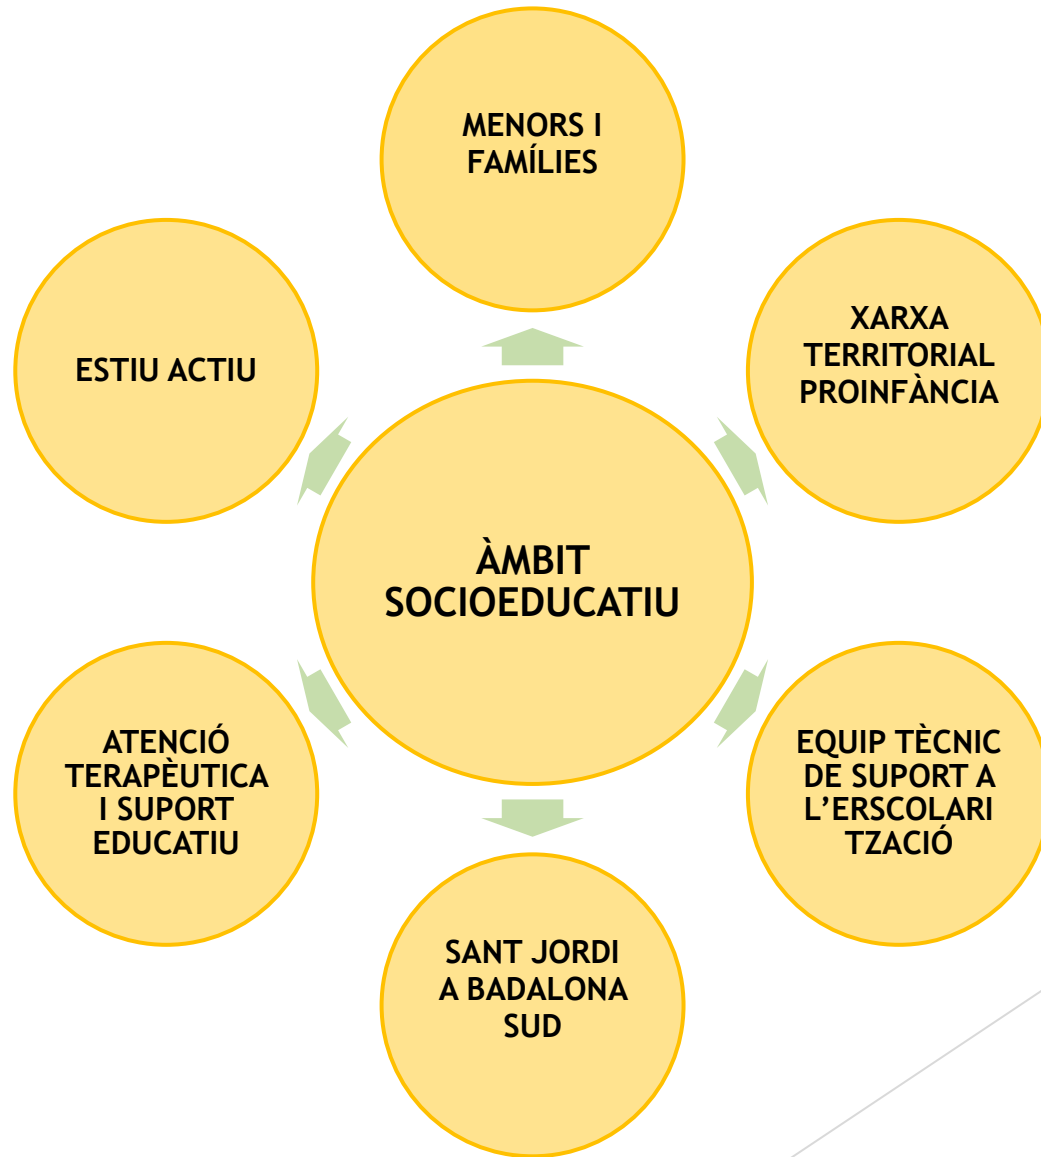 MENORS I
FAMÍLIES
XARXA
TERRITORIAL
PROINFÀNCIA
ESTIU ACTIU
ÀMBIT
SOCIOEDUCATIU
EQUIP TÈCNIC
DE SUPORT A
L’ERSCOLARI
TZACIÓ
ATENCIÓ
TERAPÈUTICA
I SUPORT
EDUCATIU
SANT JORDI
A BADALONA
SUD